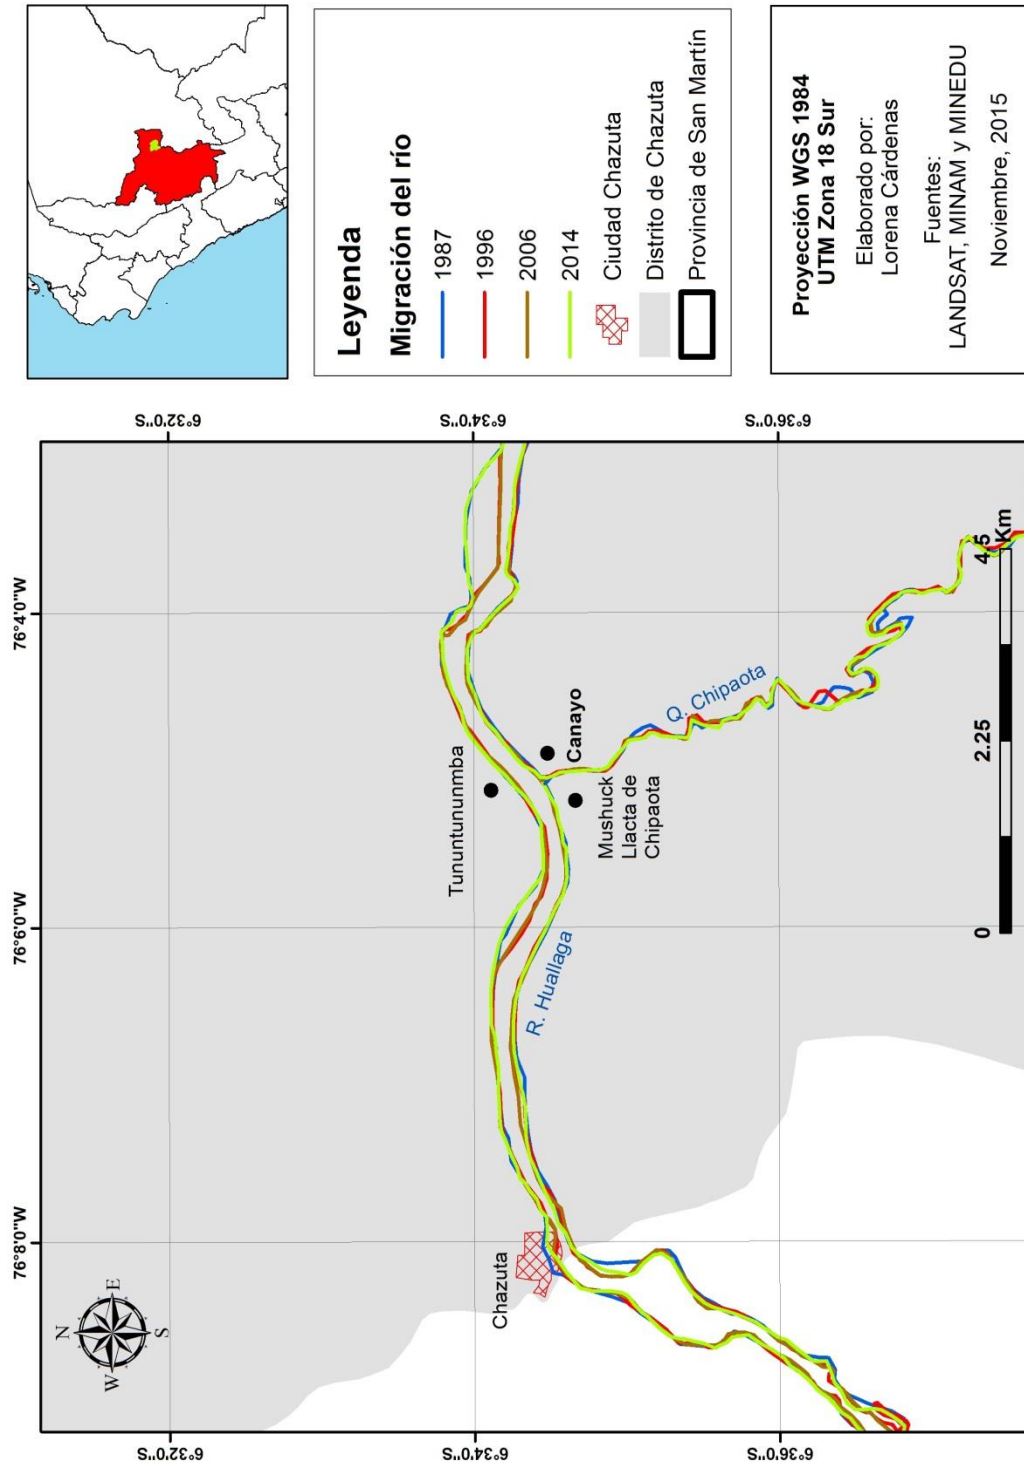 Leyenda
Migración del río
1987
1996
2006
2014
Ciudad Chazuta
Distrito de Chazuta
Provincia de San Martín
Proyección WGS 1984
UTM Zona 18 Sur
Elaborado por:
Lorena Cárdenas
Fuentes:
LANDSAT, MINAM y MINEDU
Noviembre, 2015
76°8'0"W
76°6'0"W
76°4'0"W
6°32'0"S
6°34'0"S
6°36'0"S
6°32'0"S
6°34'0"S
6°36'0"S
N
W
E
S
Chazuta
Tununtunumba
R. Huallaga
Canayo
Mushuck
Llacta de
Chipaota
Q. Chipaota
0
2.25
4.5
Km